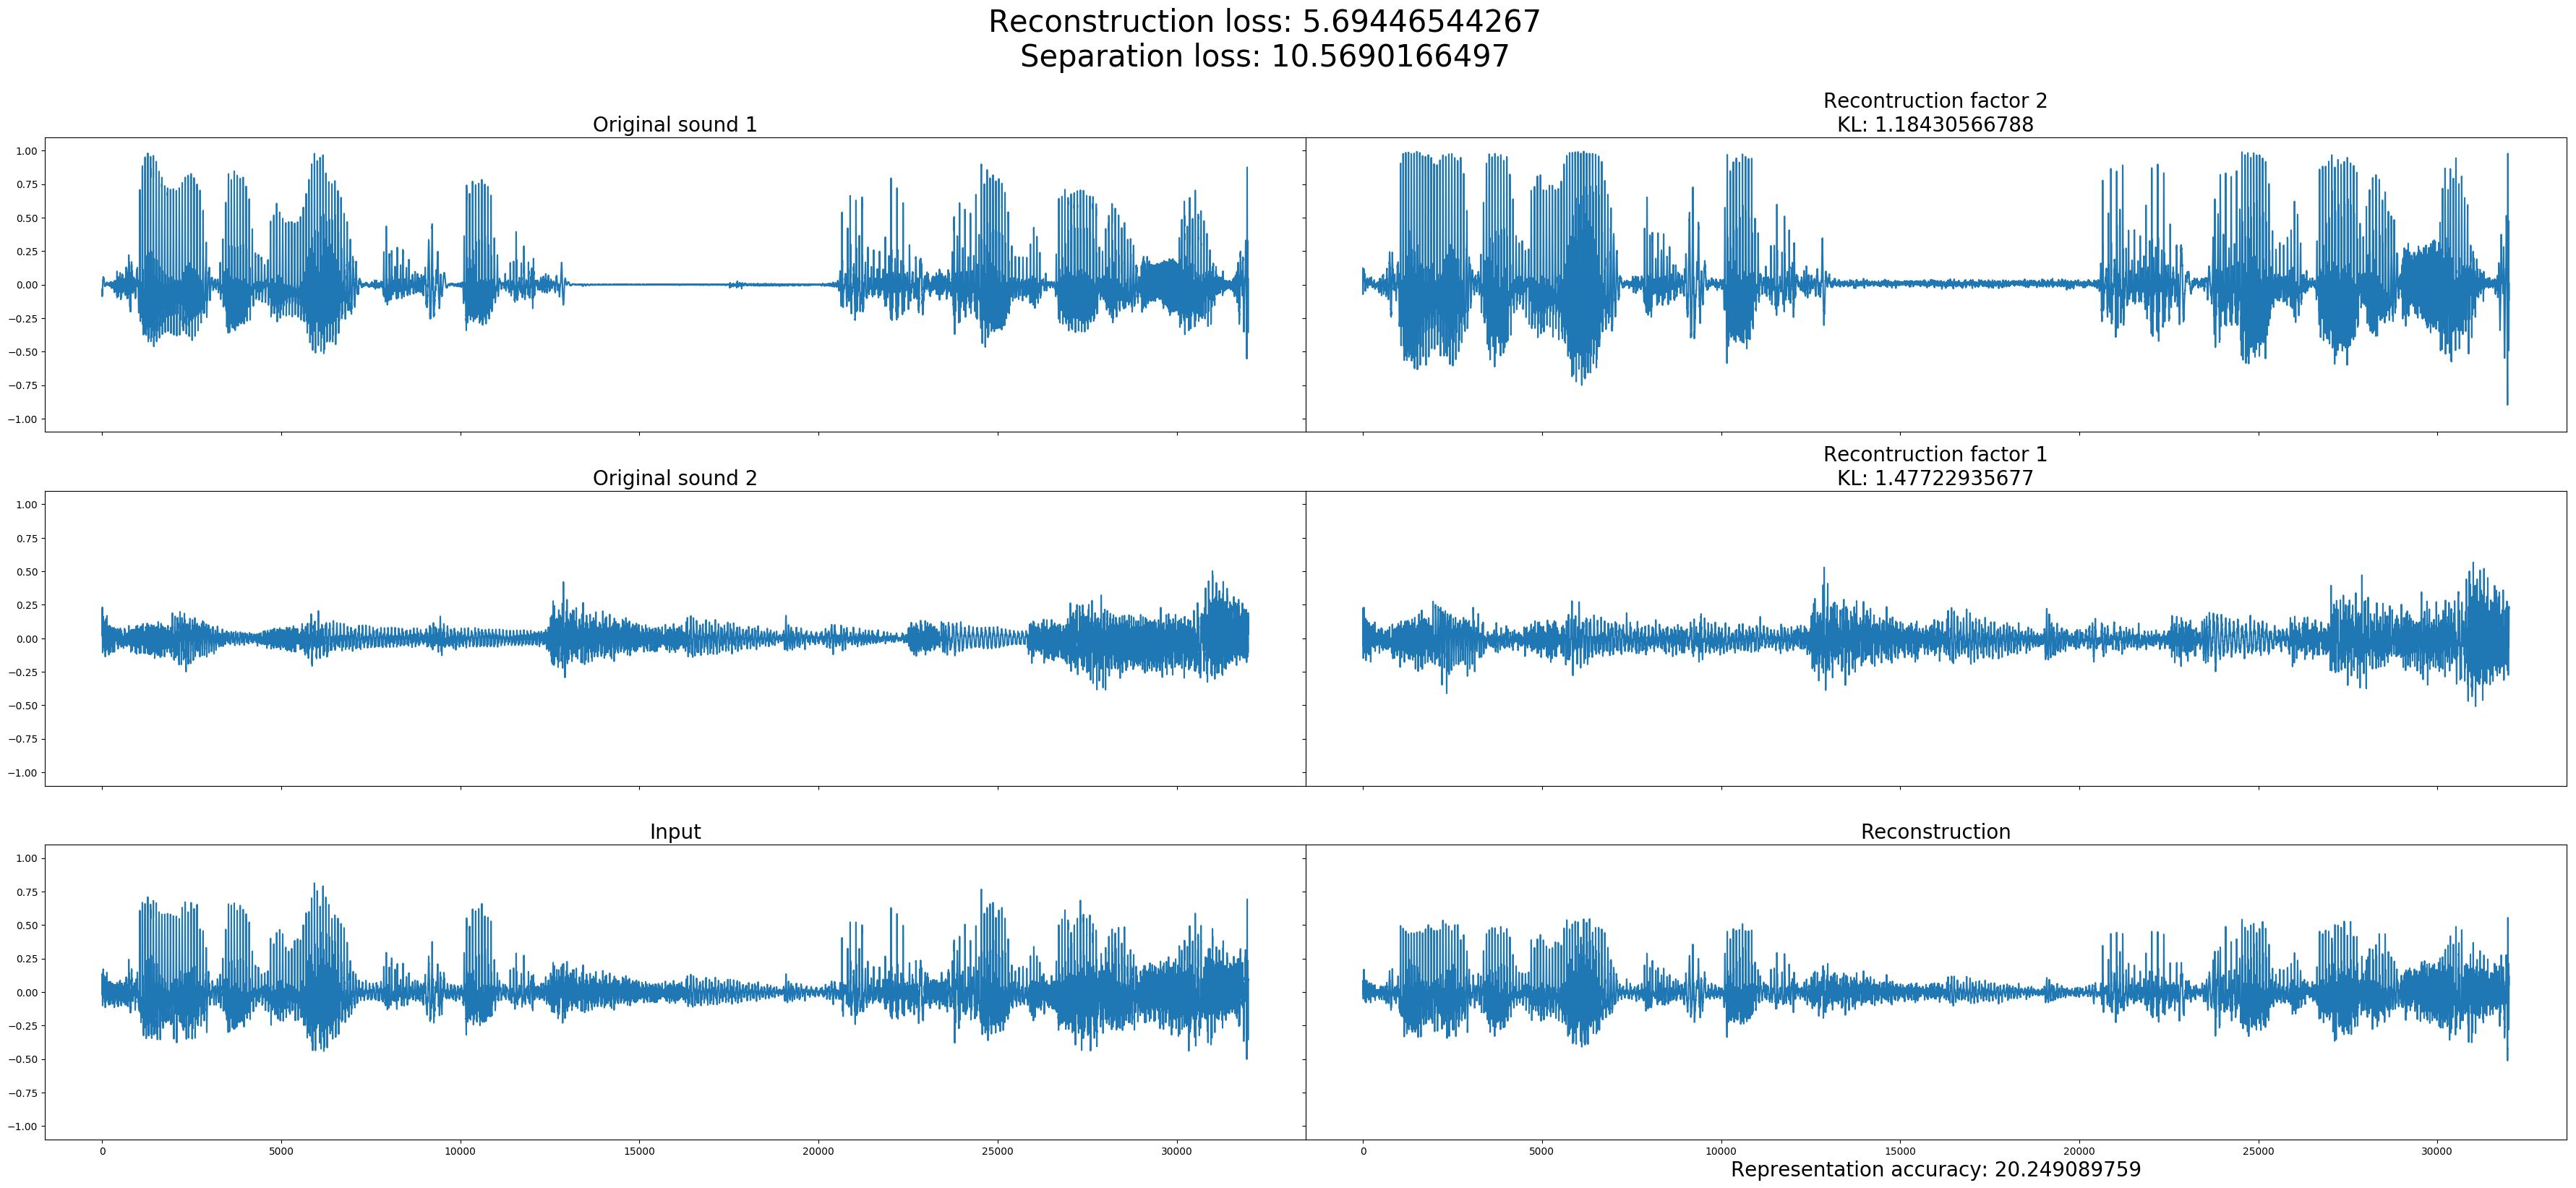 Reconstruction loss: 5.69446544267
Separation loss: 10.5690166497
Original sound 1
Recontruction factor 2
KL: 1.18430566788
1.00
0.75
0.50
0.25
0.00
−0.25
−0.50
−0.75
−1.00
Original sound 2
Recontruction factor 1
KL: 1.47722935677
1.00
0.75
0.50
0.25
0.00
−0.25
−0.50
−0.75
−1.00
Input
Reconstruction
1.00
0.75
0.50
0.25
0.00
−0.25
−0.50
−0.75
−1.00
0 5000 10000 15000 20000 25000 30000
0 5000 10000 15000 20000 25000 30000
Representation accuracy: 20.249089759